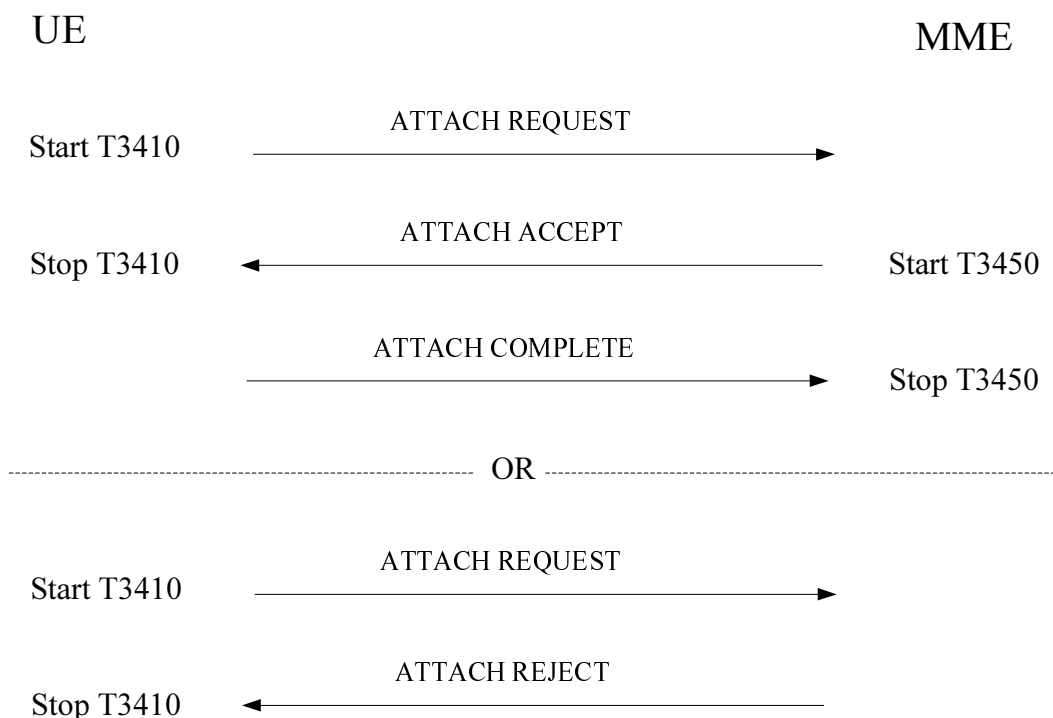 UE
MME
ATTACH REQUEST
Start T3410
ATTACH ACCEPT
Stop T3410
Start T3450
ATTACH COMPLETE
Stop T3450
OR
ATTACH REQUEST
Start T3410
ATTACH REJECT
Stop T3410